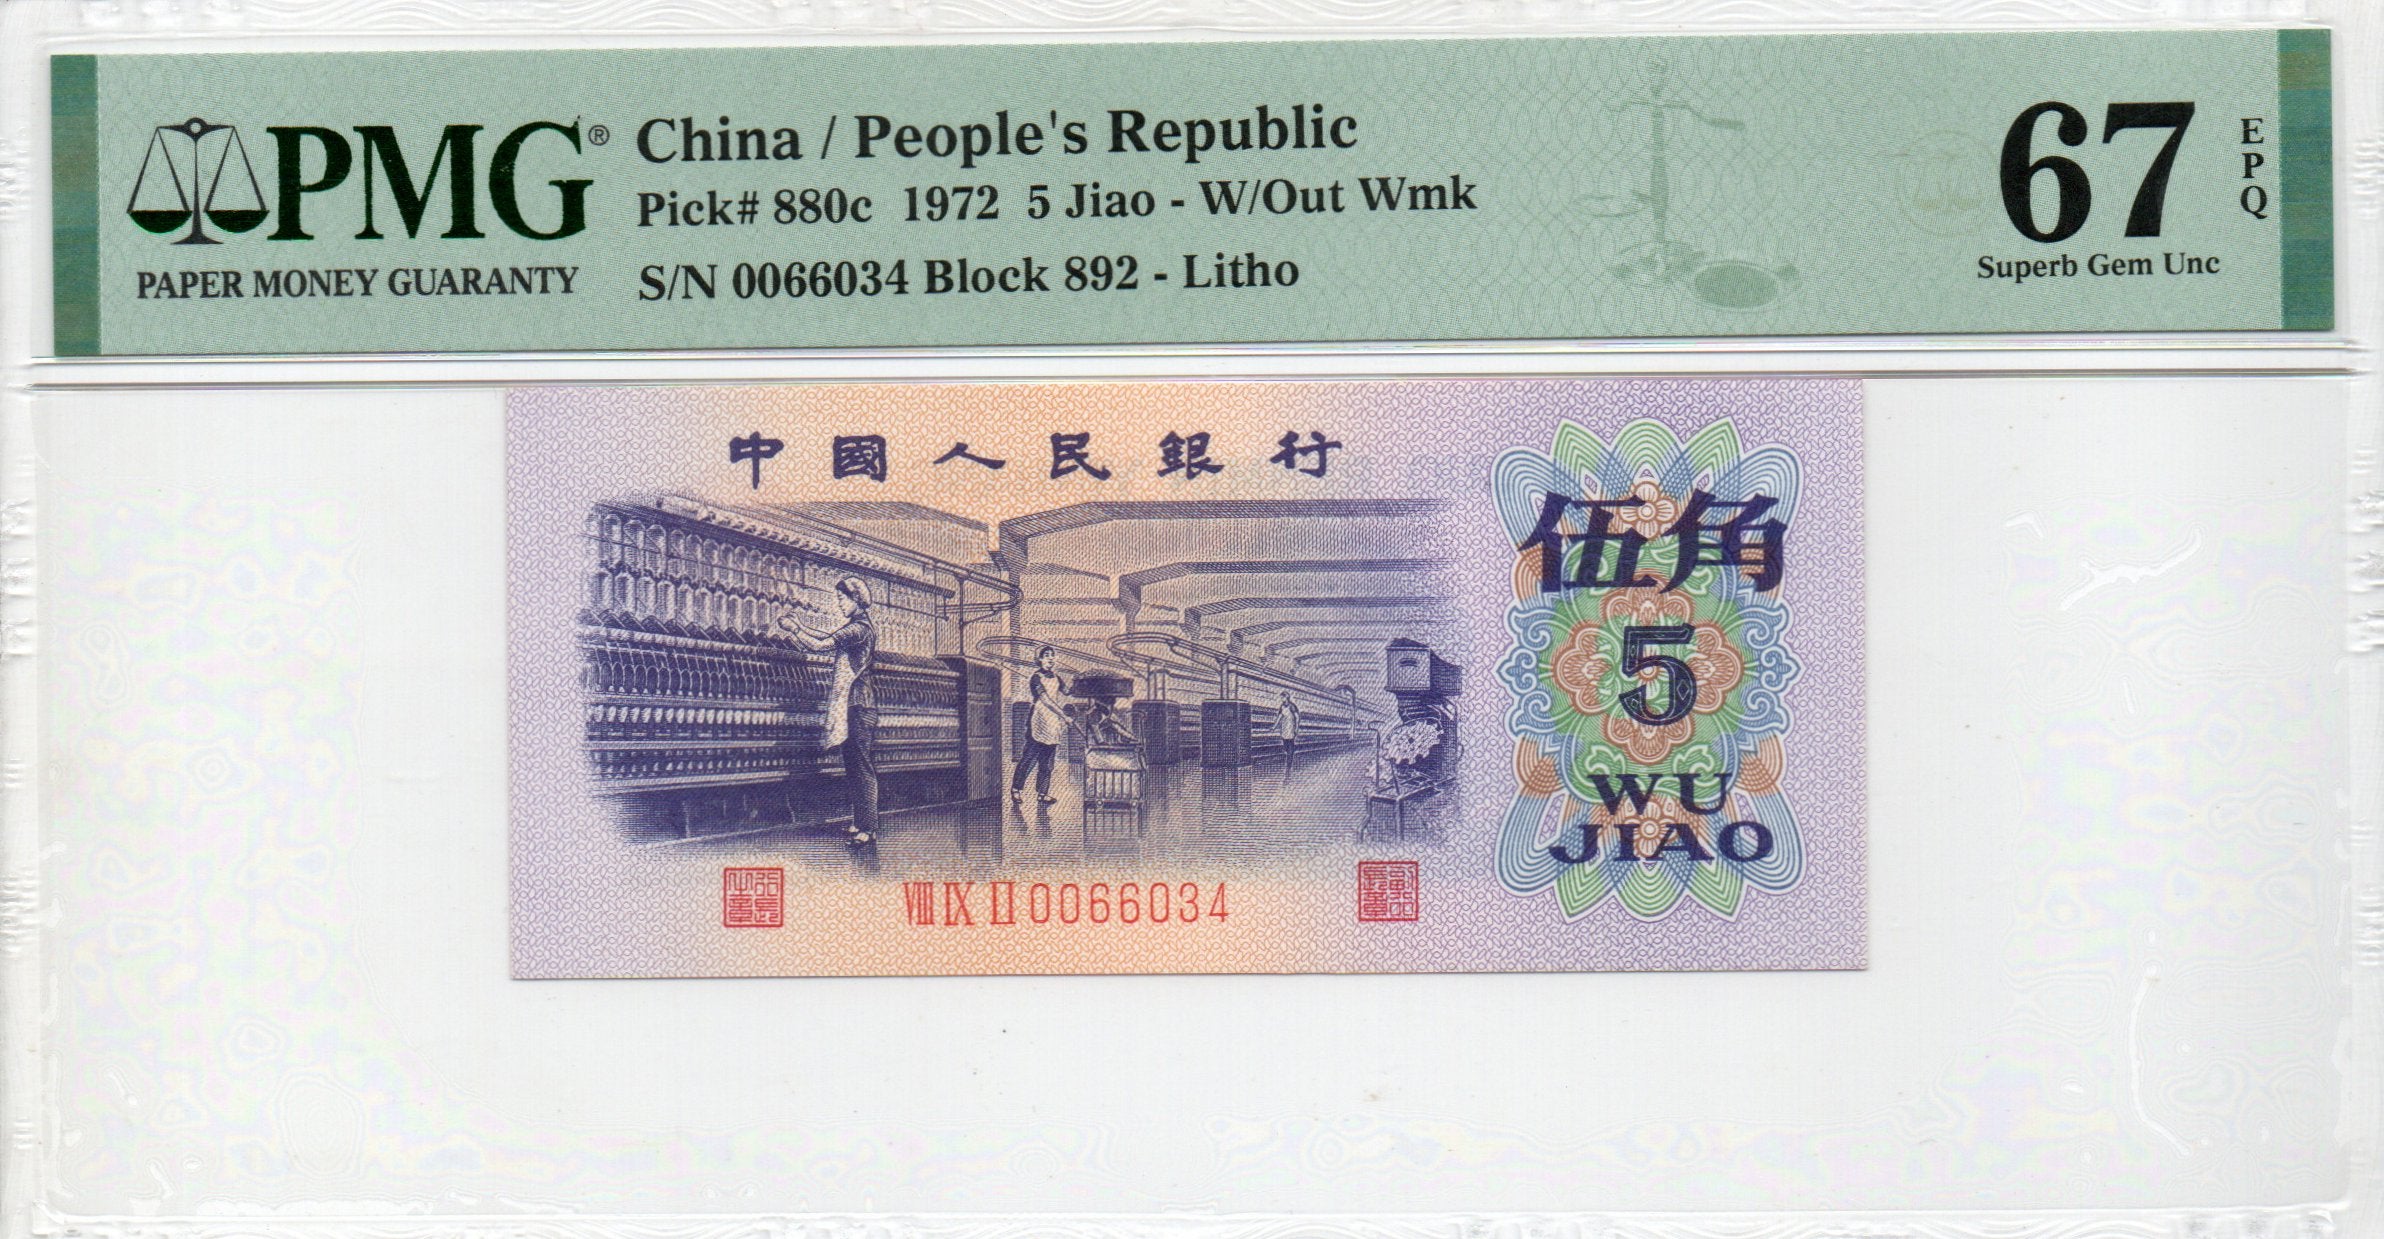 PMG®
PAPER MONEY GUARANTY
China / People's Republic
Pick# 880c 1972 5 Jiao - W/Out Wmk
S/N 0066034 Block 892 - Litho
67
EPQ
Superb Gem Unc
中國人民銀行
伍角
5
WU
JIAO
VIII IX II 0066034